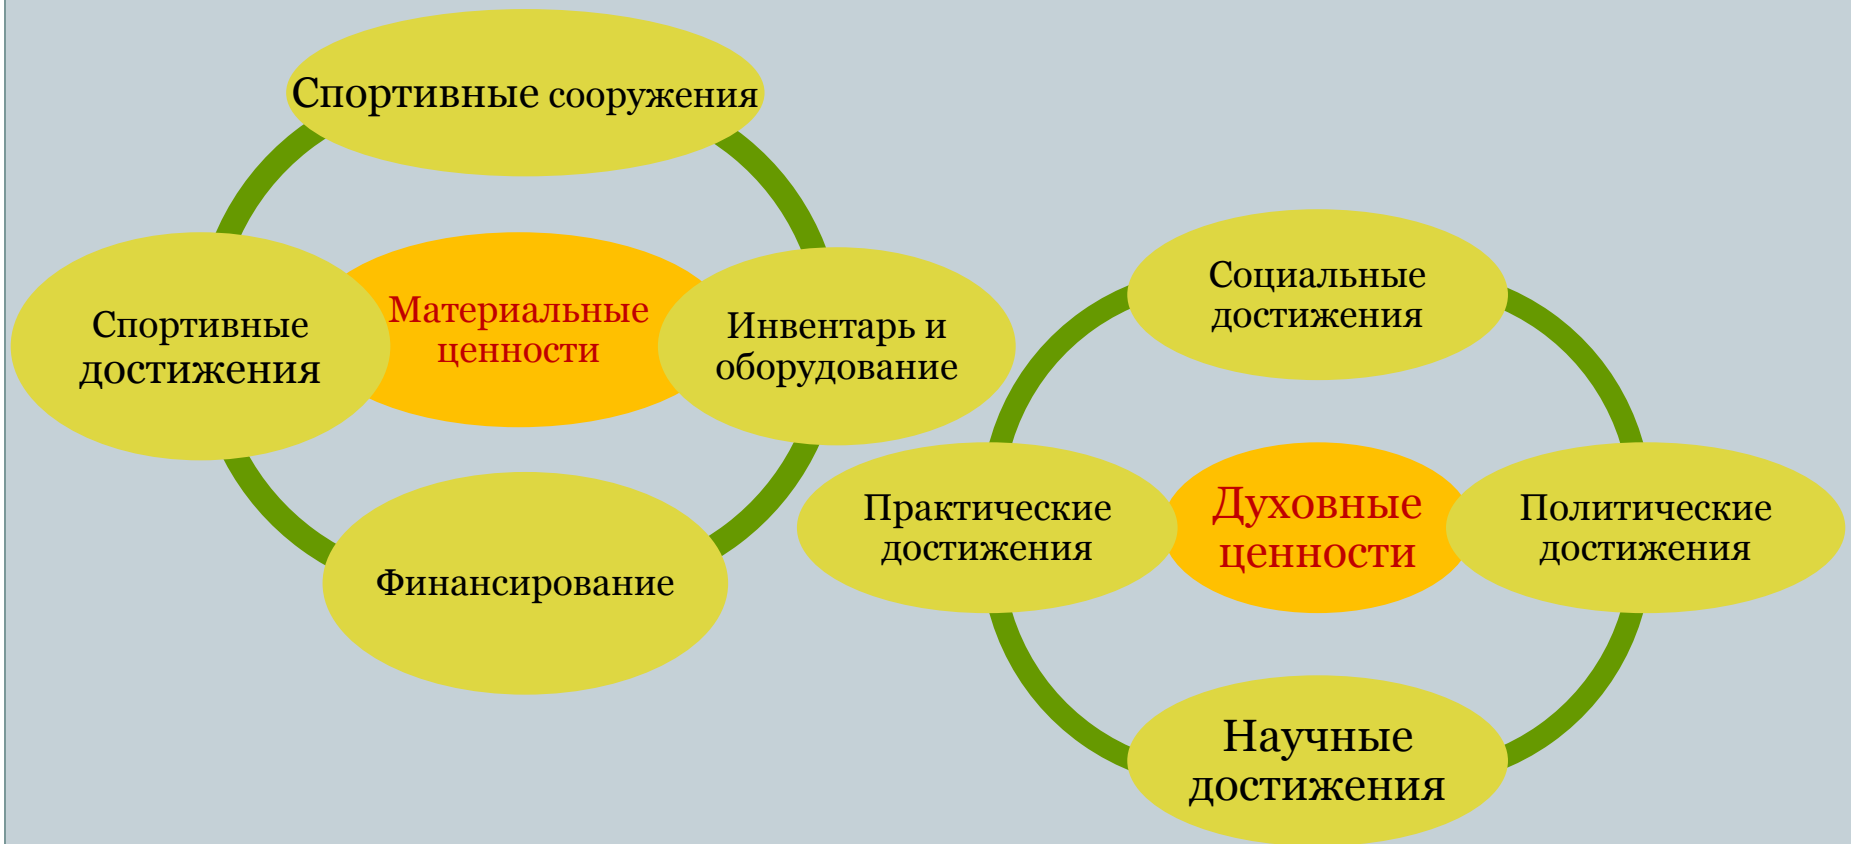 Спортивные сооружения
Спортивные
достижения
Материальные
ценности
Инвентарь и
оборудование
Финансирование
Социальные
достижения
Практические
достижения
Духовные
ценности
Политические
достижения
Научные
достижения